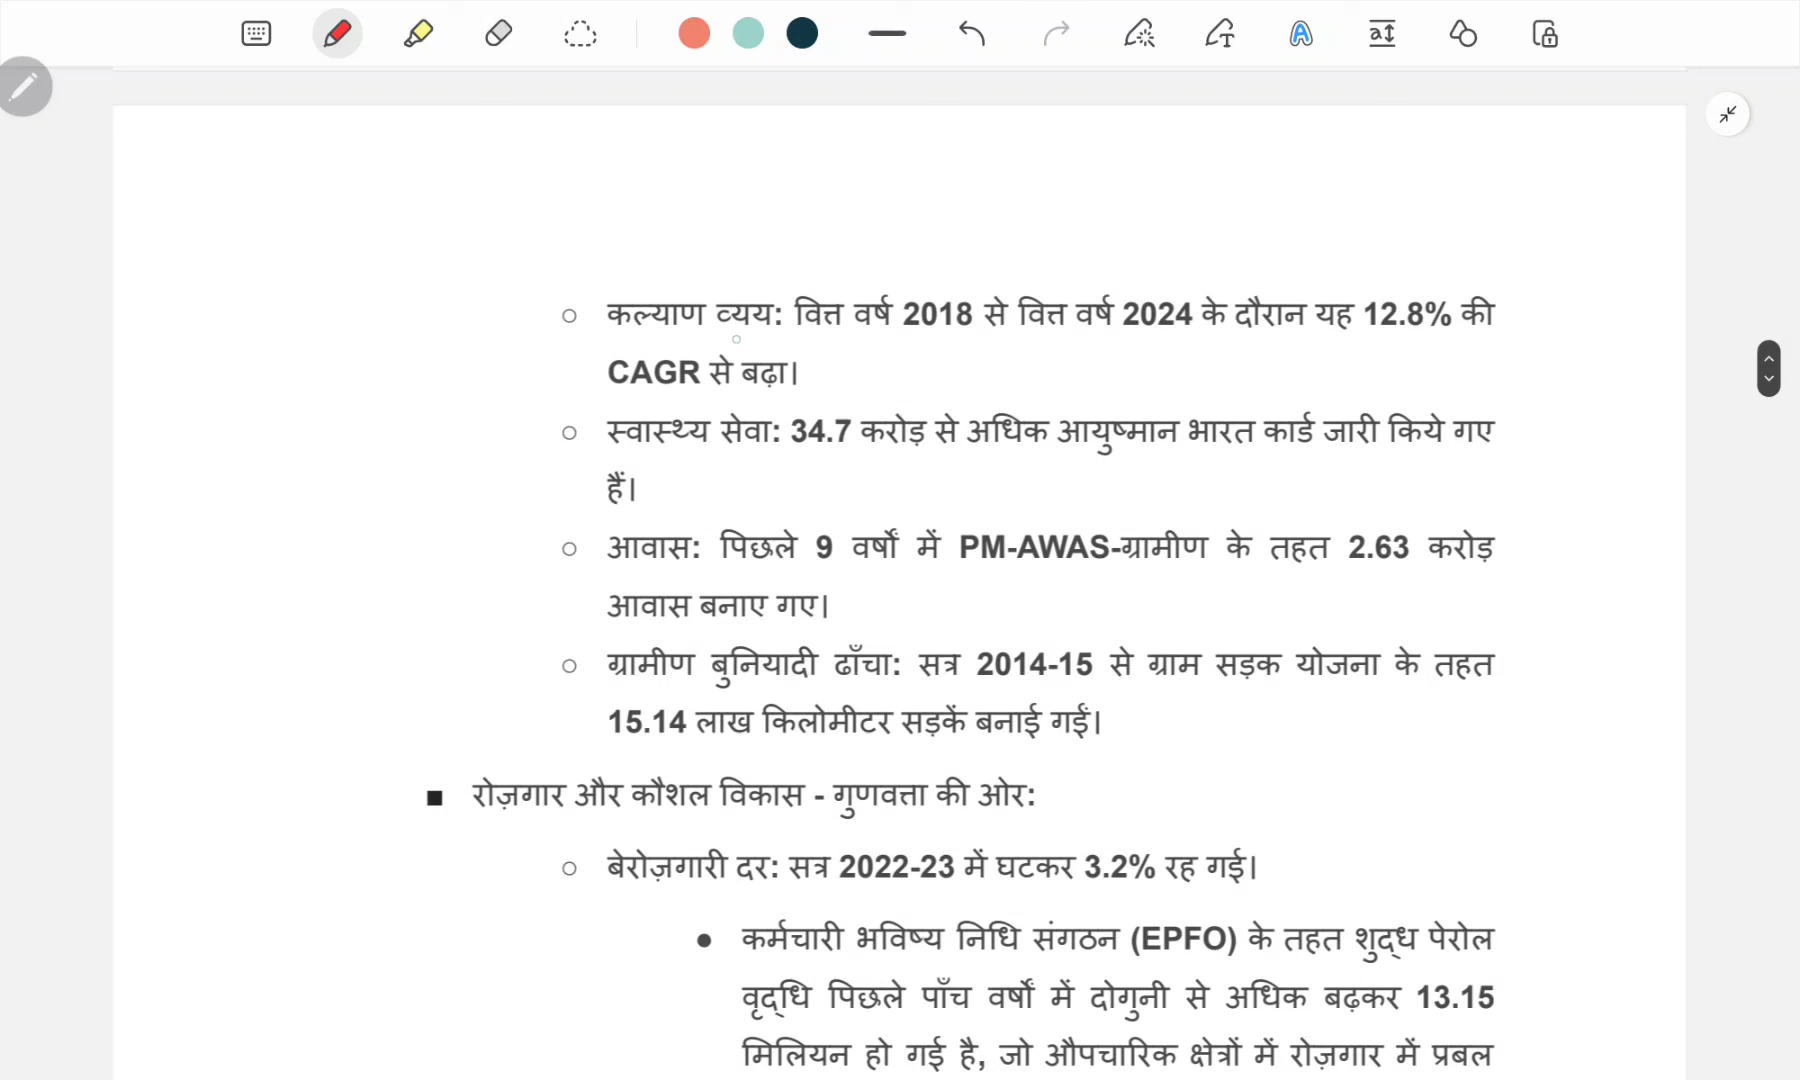 कल्याण व्यय: वित्त वर्ष 2018 से वित्त वर्ष 2024 के दौरान यह 12.8% की
CAGR से बढ़ा।
स्वास्थ्य सेवा: 34.7 करोड़ से अधिक आयुष्मान भारत कार्ड जारी किये गए
हैं।
आवास: पिछले 9 वर्षों में PM-AWAS-ग्रामीण के तहत 2.63 करोड़
आवास बनाए गए।
ग्रामीण बुनियादी ढाँचा: सत्र 2014-15 से ग्राम सड़क योजना के तहत
15.14 लाख किलोमीटर सड़कें बनाई गईं।
रोज़गार और कौशल विकास - गुणवत्ता की ओर:
बेरोज़गारी दर: सत्र 2022-23 में घटकर 3.2% रह गई।
कर्मचारी भविष्य निधि संगठन (EPFO) के तहत शुद्ध पेरोल
वृद्धि पिछले पाँच वर्षों में दोगुनी से अधिक बढ़कर 13.15
मिलियन हो गई है, जो औपचारिक क्षेत्रों में रोज़गार में प्रबल